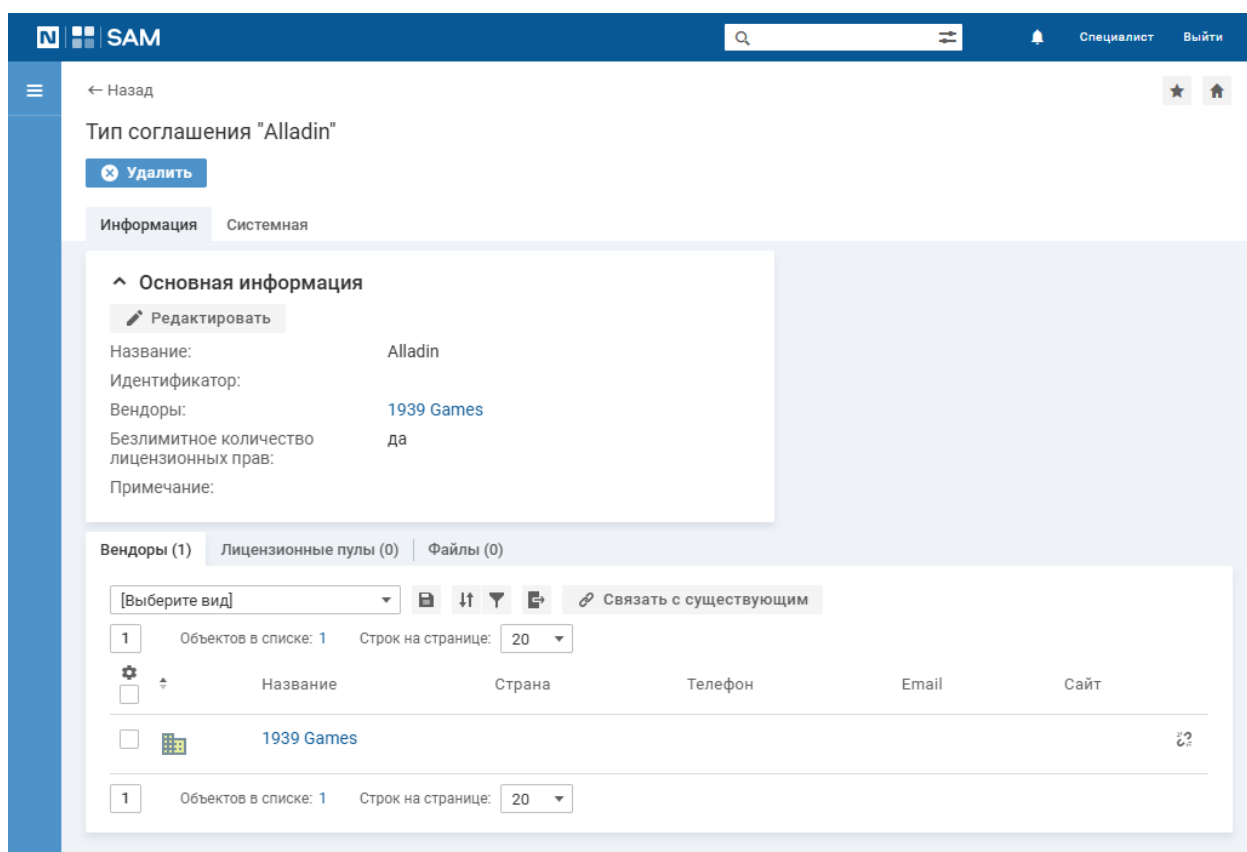 N SAM Специалист Выйти
← Назад
Тип соглашения "Alladin"
Удалить
Информация Системная
Основная информация
Редактировать
Название: Alladin
Идентификатор:
Вендоры: 1939 Games
Безлимитное количество да
лицензионных прав:
Примечание:
Вендоры (1) Лицензионные пулы (0) Файлы (0)
[Выберите вид] Связать с существующим
1 Объектов в списке: 1 Строк на странице: 20
Название Страна Телефон Email Сайт
1939 Games
1 Объектов в списке: 1 Строк на странице: 20